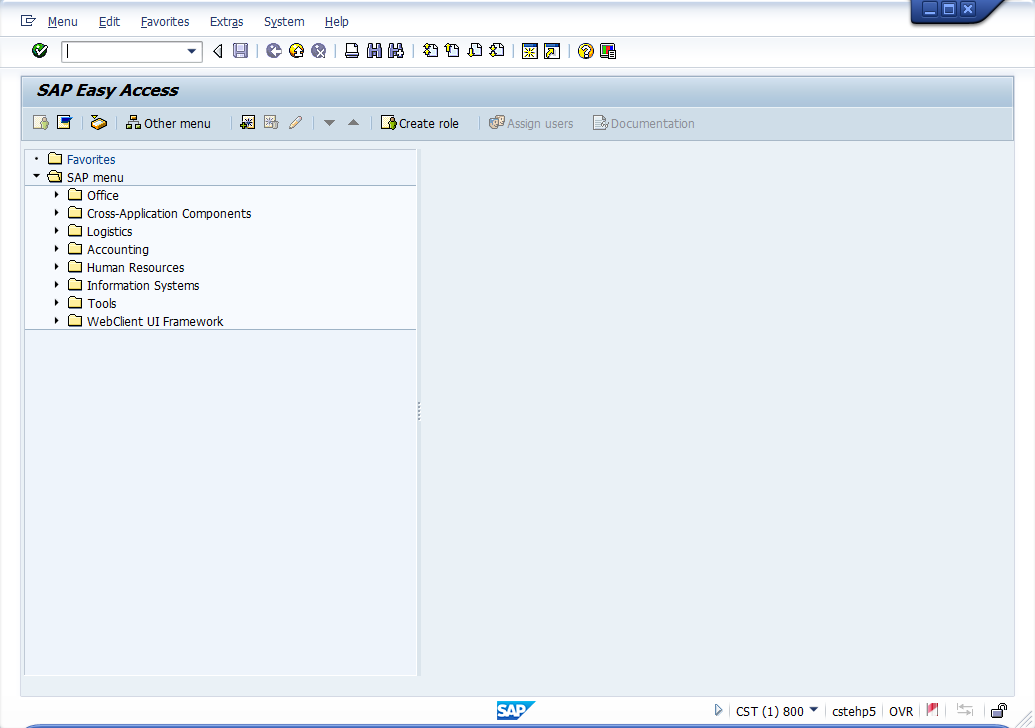 Menu Edit Favorites Extras System Help
SAP Easy Access
Other menu Create role Assign users Documentation
Favorites
SAP menu
Office
Cross-Application Components
Logistics
Accounting
Human Resources
Information Systems
Tools
WebClient UI Framework
SAP CST (1) 800 cstehp5 OVR